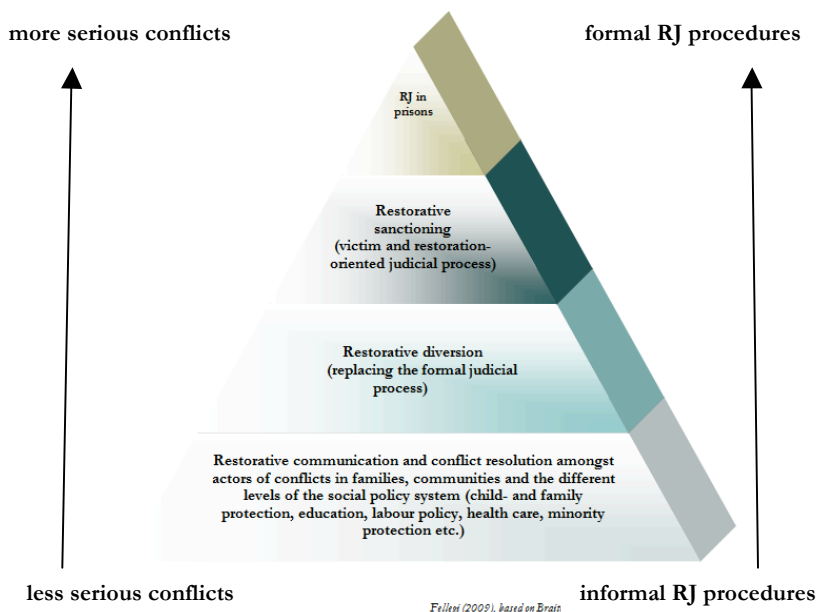 more serious conflicts
formal RJ procedures
RJ in
prisons
Restorative
sanctioning
(victim and restoration-
oriented judicial process)
Restorative diversion
(replacing the formal judicial
process)
Restorative communication and conflict resolution amongst
actors of conflicts in families, communities and the different
levels of the social policy system (child- and family
protection, education, labour policy, health care, minority
protection etc.)
less serious conflicts
informal RJ procedures
(2009), based on